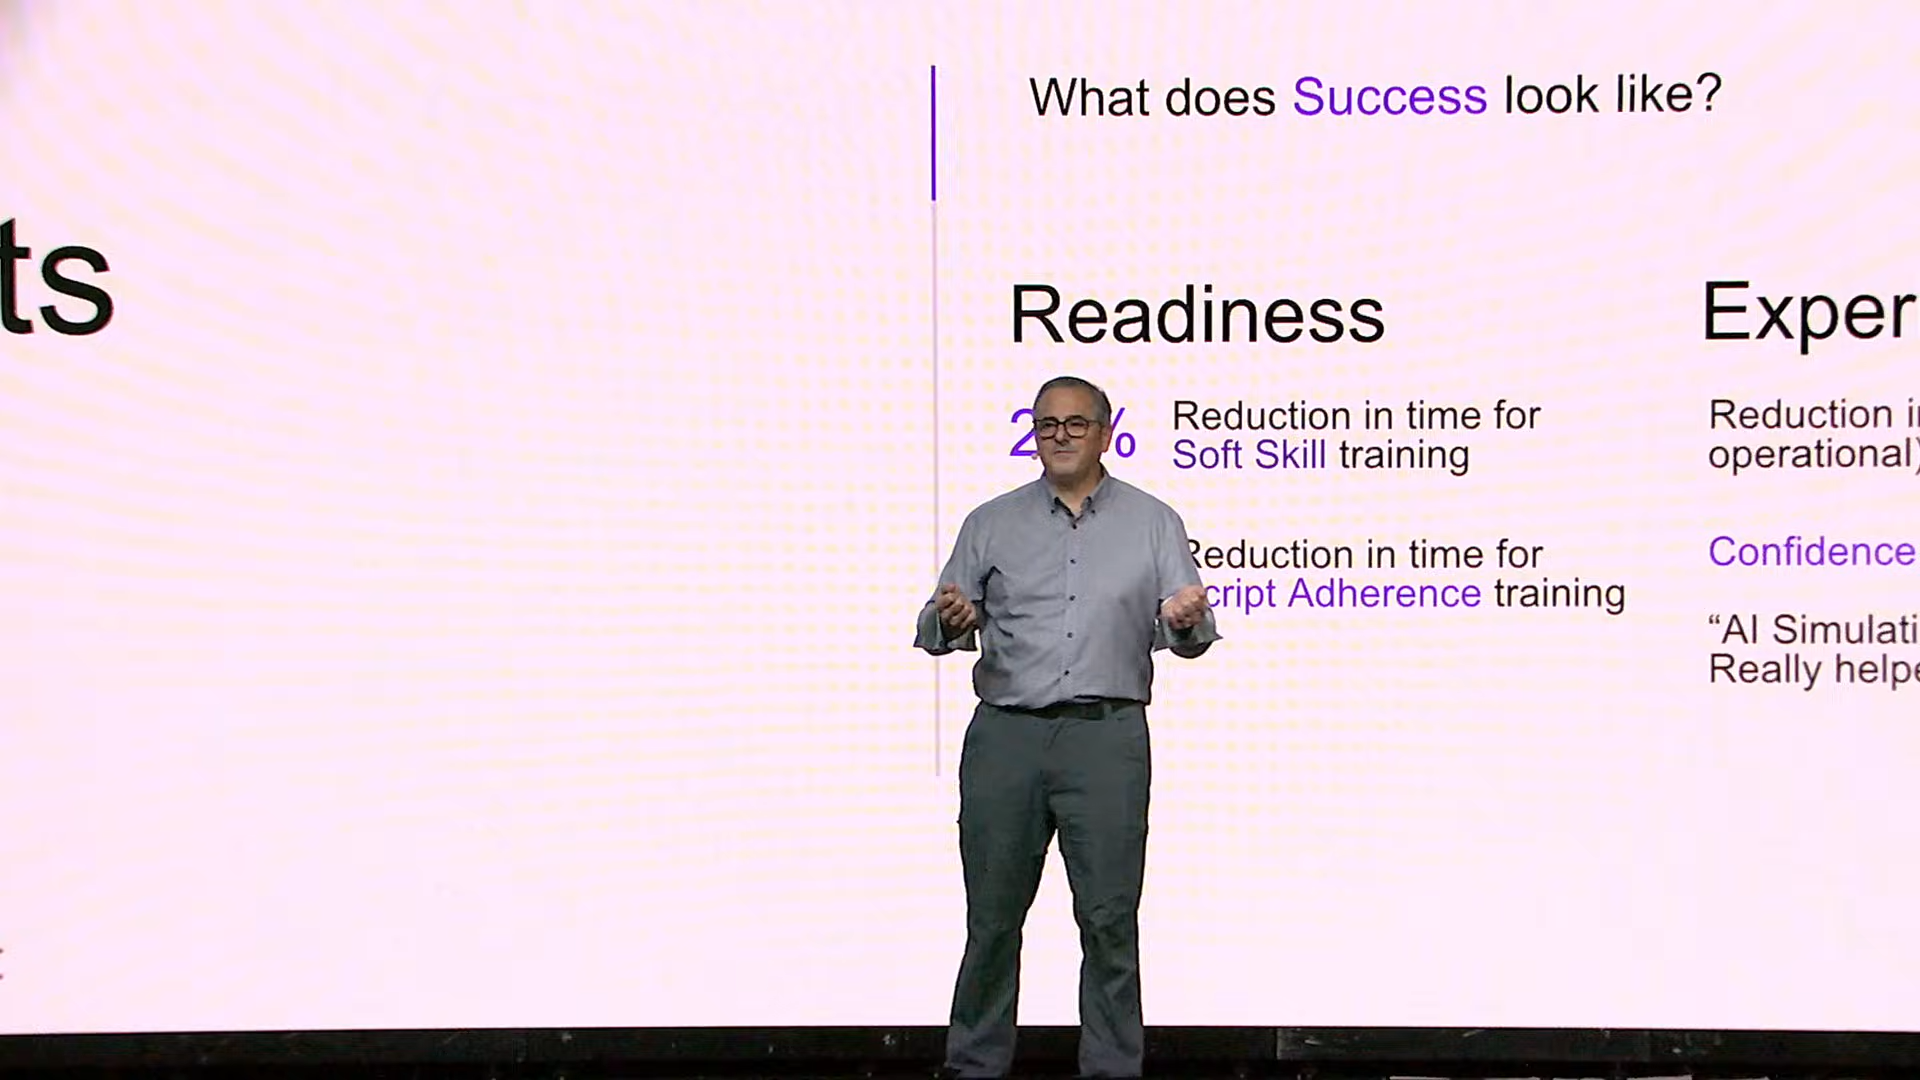 What does Success look like?
ts
Readiness
Exper
Reduction in time for
Soft Skill training
Reduction in time for
cript Adherence training
Reduction i
operational)
Confidence
“AI Simulati
Really helpe